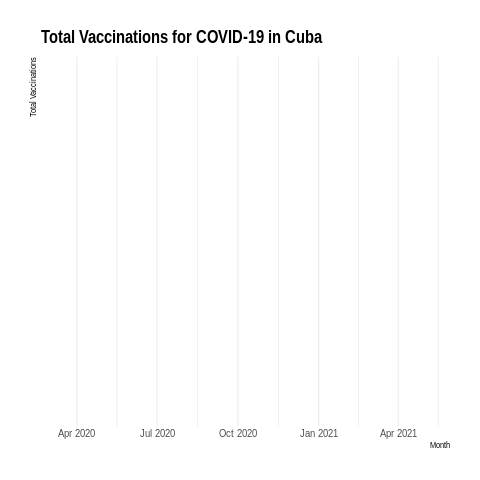 Total Vaccinations for COVID-19 in Cuba
Total Vaccinations
Apr 2020
Jul 2020
Oct 2020
Jan 2021
Apr 2021
Month